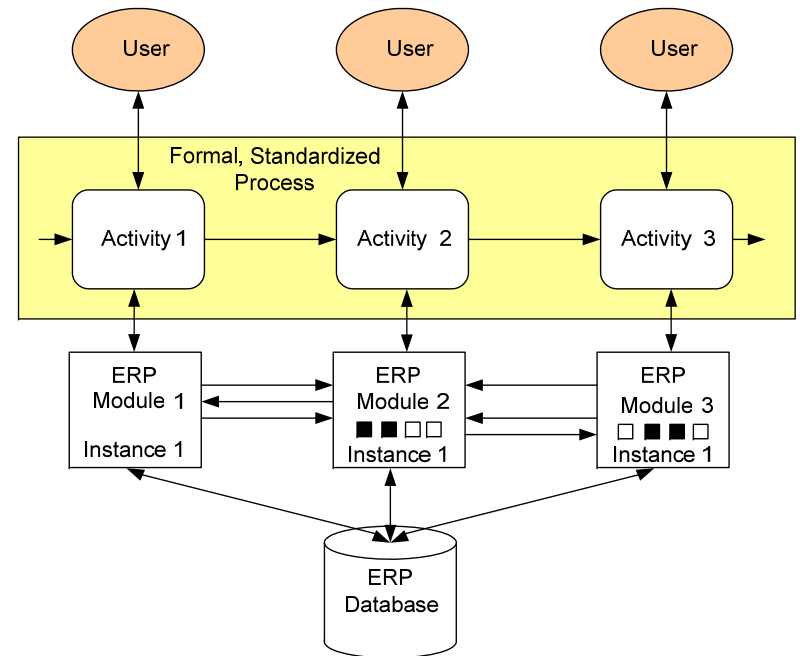 User
User
User
Formal, Standardized
Process
Activity 1
Activity 2
Activity 3
ERP
Module 1
Instance 1
ERP
Module 2
Instance 1
ERP
Module 3
Instance 1
ERP
Database